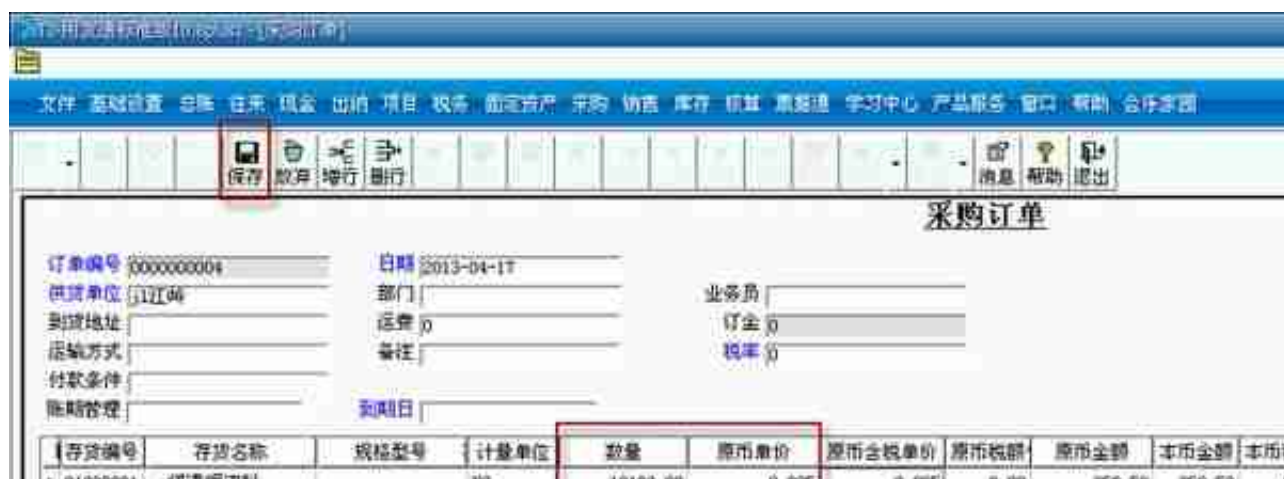 文件 基础设置 总账 往来 现金 出纳 项目 税务 固定资产 采购 销售 库存 核算 票据通 学习中心 产品服务 窗口 帮助 合作家园
保存 放弃 增行 删行 消息 帮助 退出
采购订单
订单编号 0000000004 日期 2013-04-17
供货单位 部门 业务员
到货地址 运费 0 订金 0
运输方式 备注 税率 0
付款条件
账期管理 到期日
存货编号 存货名称 规格型号 计量单位 数量 原币单价 原币含税单价 原币税额 原币金额 本币金额 本币